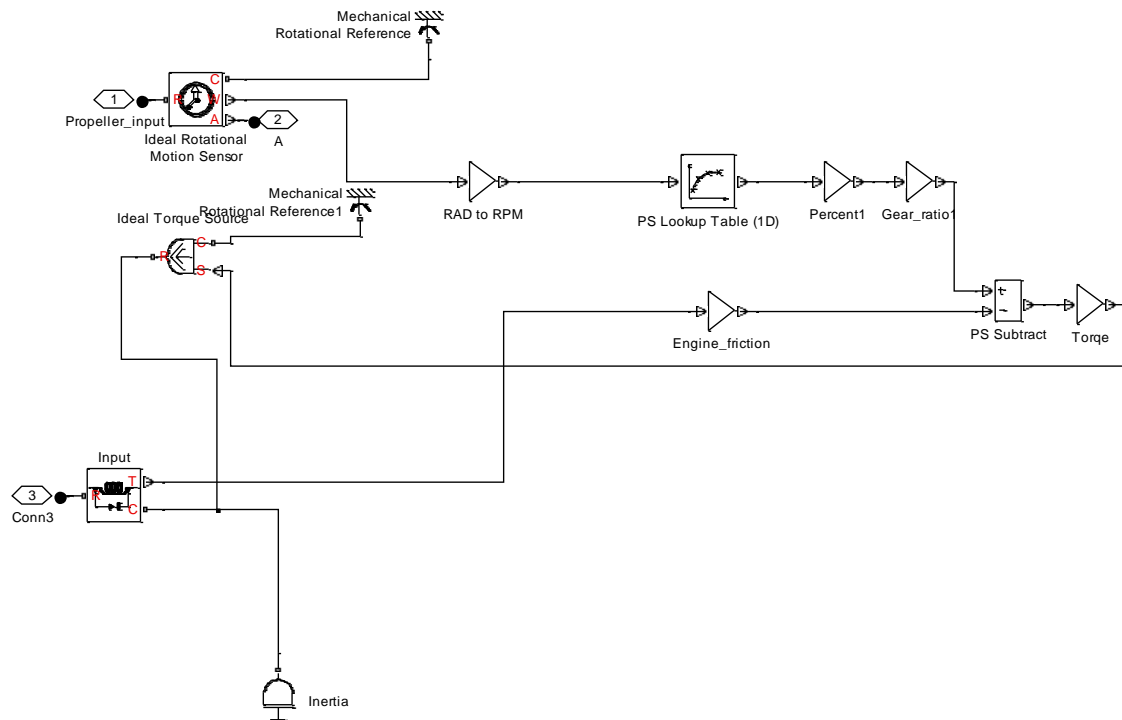 Mechanical
Rotational Reference
C
1
R
W
A
2
Propeller_input
Ideal Rotational
Motion Sensor
A
Mechanical
Rotational Reference1
Ideal Torque Source
RAD to RPM
PS Lookup Table (1D)
Percent1
Gear_ratio1
R
C
S
Engine_friction
PS Subtract
Torqe
Input
T
3
R
C
Conn3
Inertia